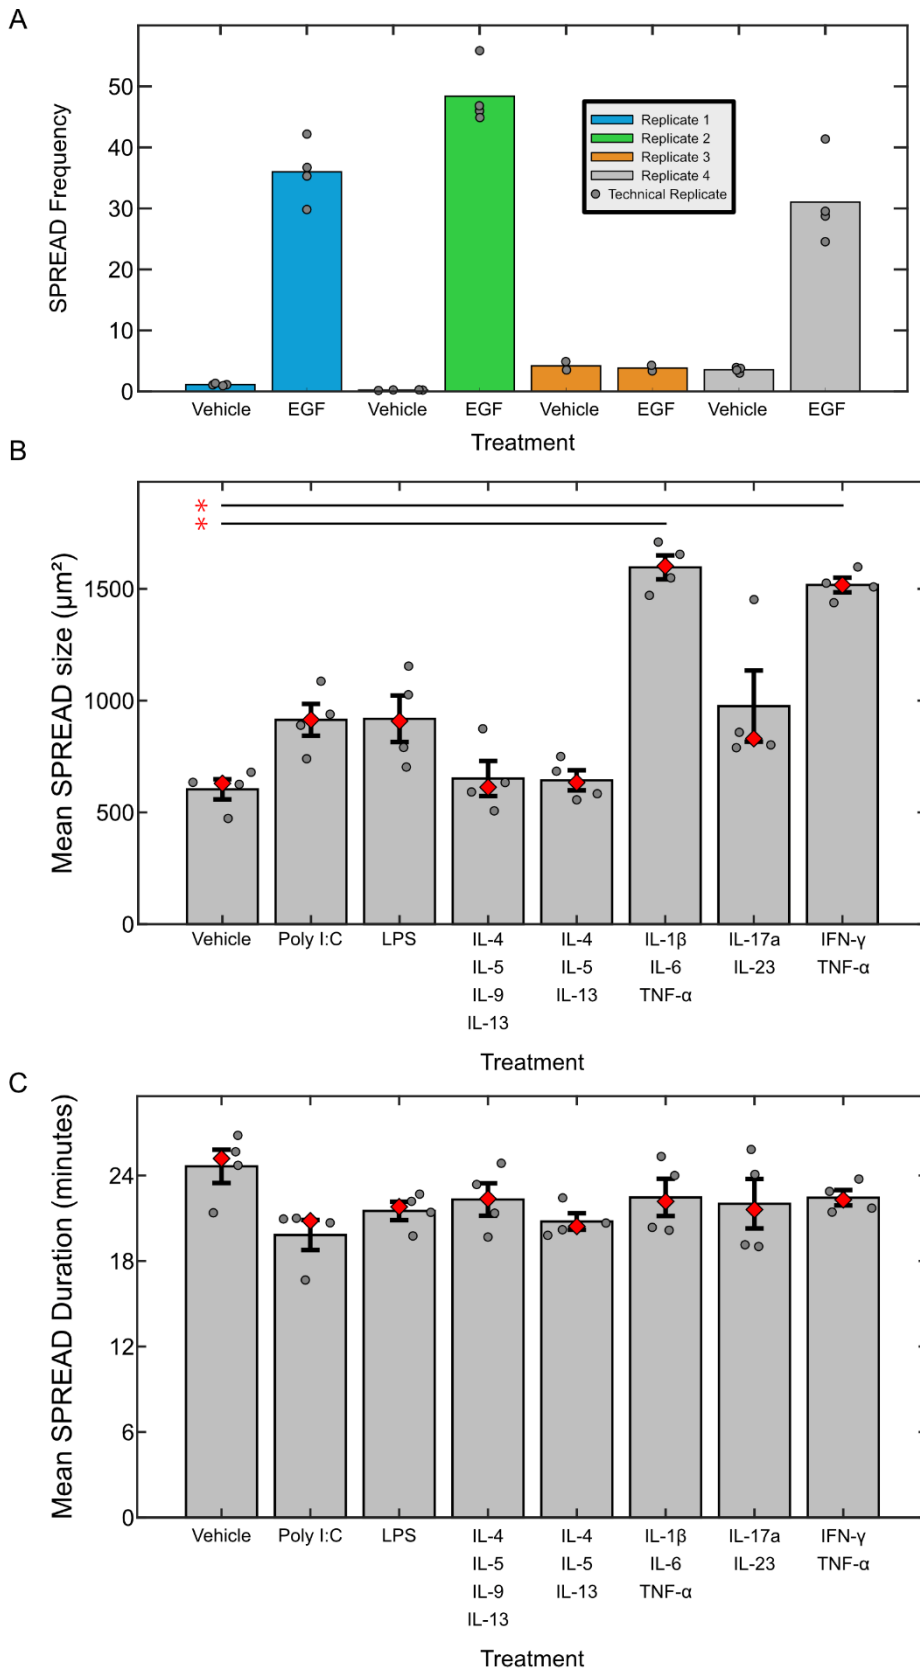 A
SPREAD Frequency
50
40
30
20
10
0
Replicate 1
Replicate 2
Replicate 3
Replicate 4
Technical Replicate
Vehicle EGF Vehicle EGF Vehicle EGF Vehicle EGF
Treatment
B
Mean SPREAD size (µm²)
*
*
1500
1000
500
0
Vehicle Poly I:C LPS IL-4 IL-4 IL-1β IL-17a IFN-γ
IL-5 IL-5 IL-6 IL-23 TNF-α
IL-9 IL-13 TNF-α
IL-13
Treatment
C
Mean SPREAD Duration (minutes)
24
18
12
6
0
Vehicle Poly I:C LPS IL-4 IL-4 IL-1β IL-17a IFN-γ
IL-5 IL-5 IL-6 IL-23 TNF-α
IL-9 IL-13 TNF-α
IL-13
Treatment